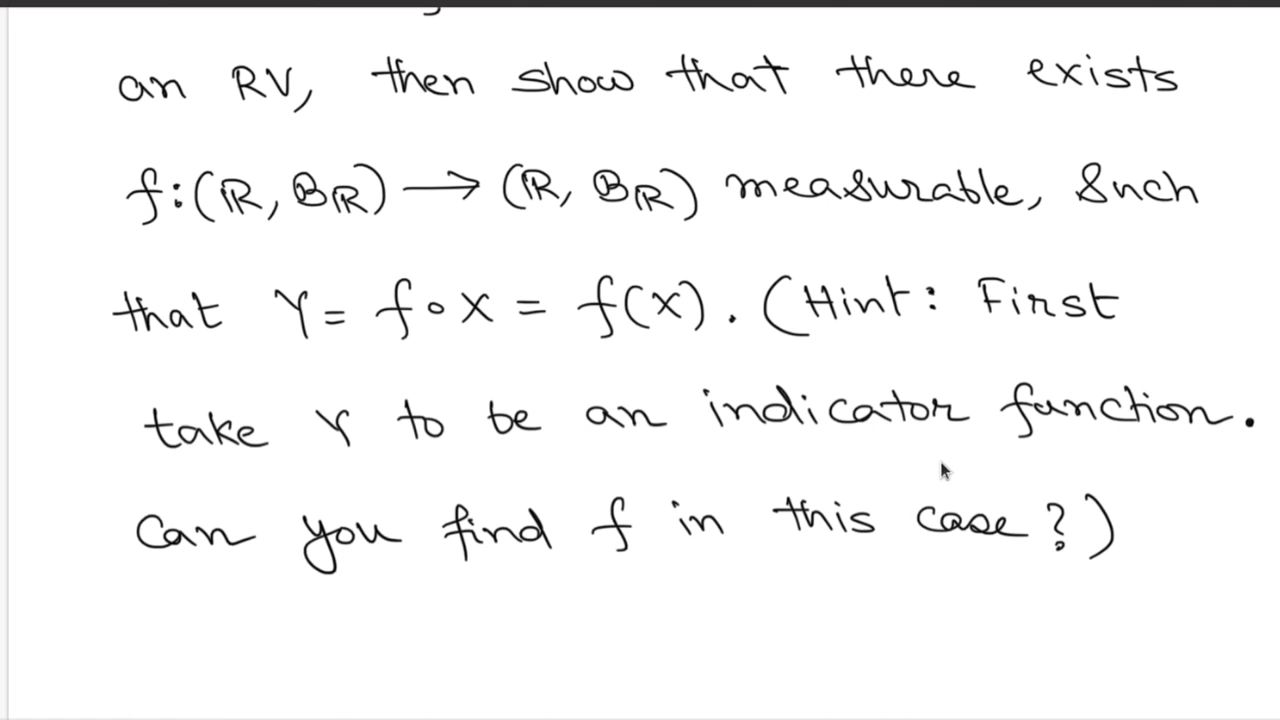 an RV, then show that there exists
f:(ℝ, Bℝ) → (ℝ, Bℝ) measurable, such
that Y = f∘X = f(X). (Hint: First
take Y to be an indicator function.
Can you find f in this case?)